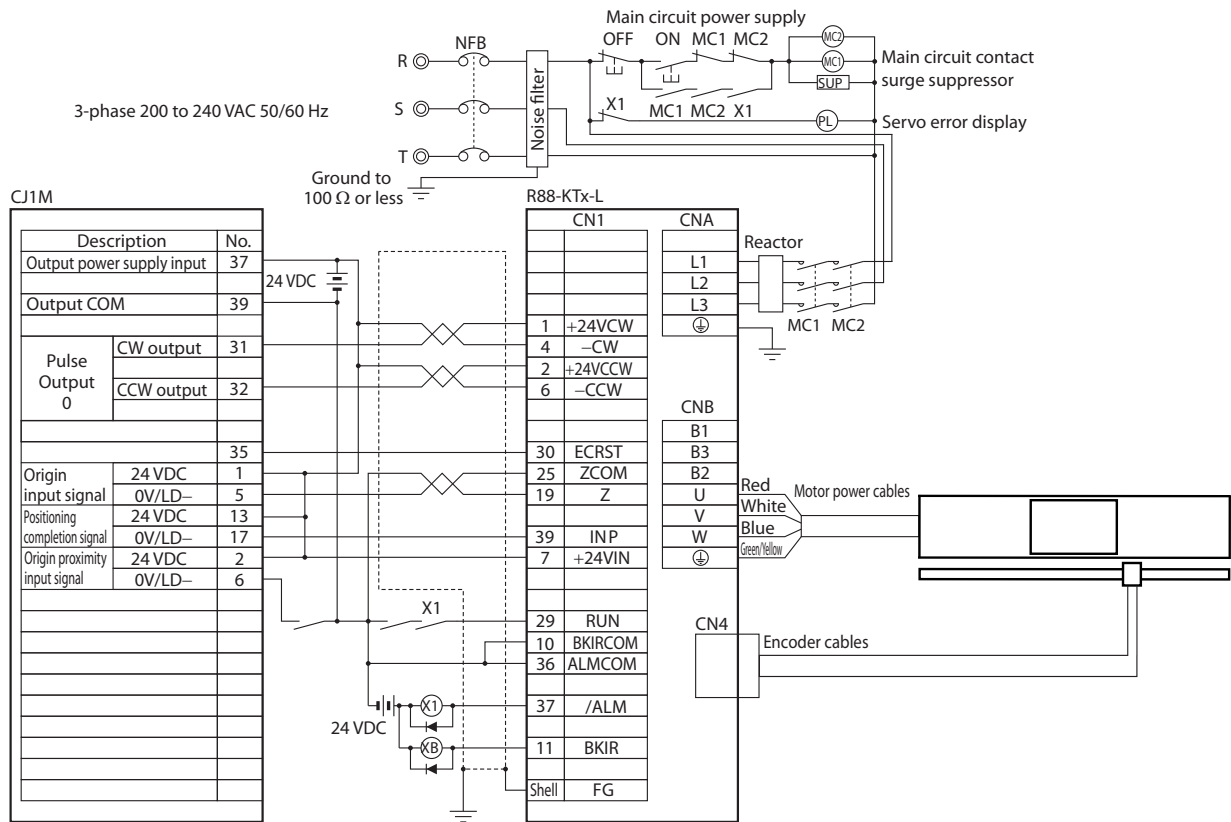 Main circuit power supply
OFF ON MC1 MC2
NFB
MC2
R
MC1
Main circuit contact
surge suppressor
SUP
Noise filter
3-phase 200 to 240 VAC 50/60 Hz
S
X1
MC1 MC2 X1
PL
Servo error display
T
Ground to
100 Ω or less
CJ1M
R88-KTx-L
CN1
CNA
Description No.
Output power supply input 37
24 VDC
Output COM 39
Reactor
L1
L2
L3
MC1 MC2
1 +24VCW
Pulse
Output
0
CW output 31
4 −CW
2 +24VCCW
CCW output 32
6 −CCW
CNB
B1
35
30 ECRST
B3
Origin
input signal
24 VDC 1
25 ZCOM
B2
0V/LD− 5
19 Z
U
Red
Motor power cables
Positioning
completion signal
24 VDC 13
V
White
0V/LD− 17
39 INP
W
Blue
Origin proximity
input signal
24 VDC 2
7 +24VIN
Green/Yellow
0V/LD− 6
X1
29 RUN
CN4
10 BKIRCOM
Encoder cables
36 ALMCOM
24 VDC
X1
37 /ALM
XB
11 BKIR
Shell FG